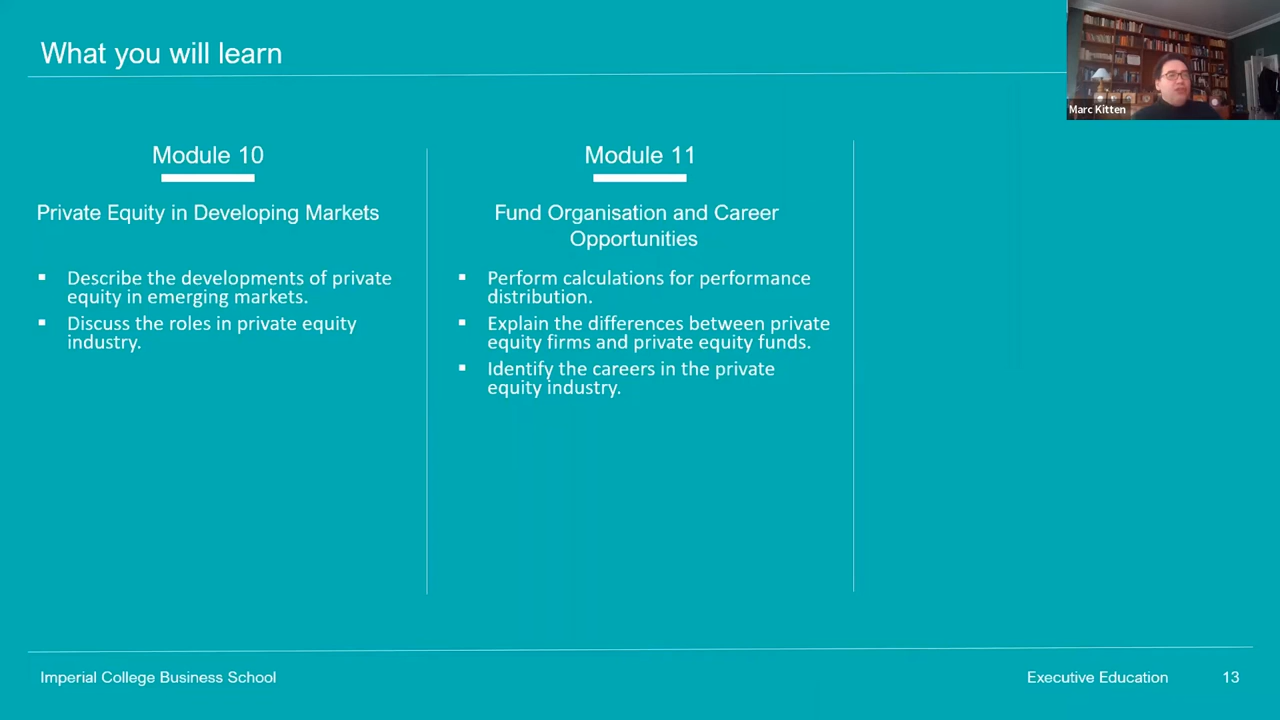 What you will learn
Marc Kitten
Module 10
Private Equity in Developing Markets
▪ Describe the developments of private
equity in emerging markets.
▪ Discuss the roles in private equity
industry.
Module 11
Fund Organisation and Career
Opportunities
▪ Perform calculations for performance
distribution.
▪ Explain the differences between private
equity firms and private equity funds.
▪ Identify the careers in the private
equity industry.
Imperial College Business School
Executive Education
13